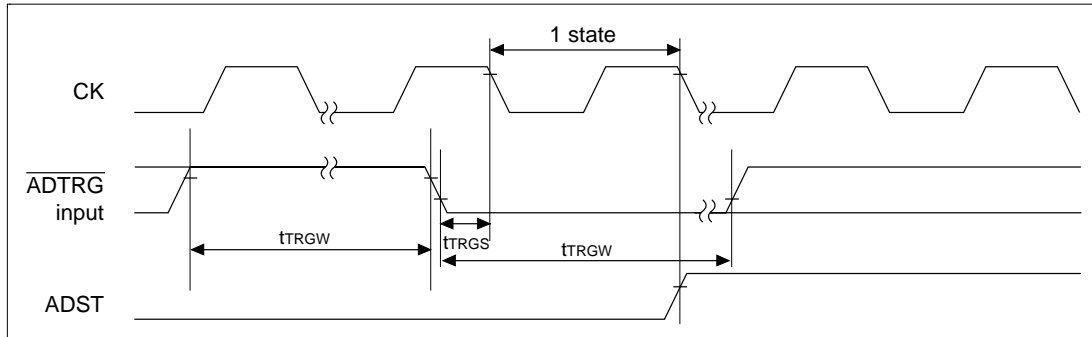 1 state
CK
ADTRG
input
tTRGS
tTRGW
tTRGW
ADST